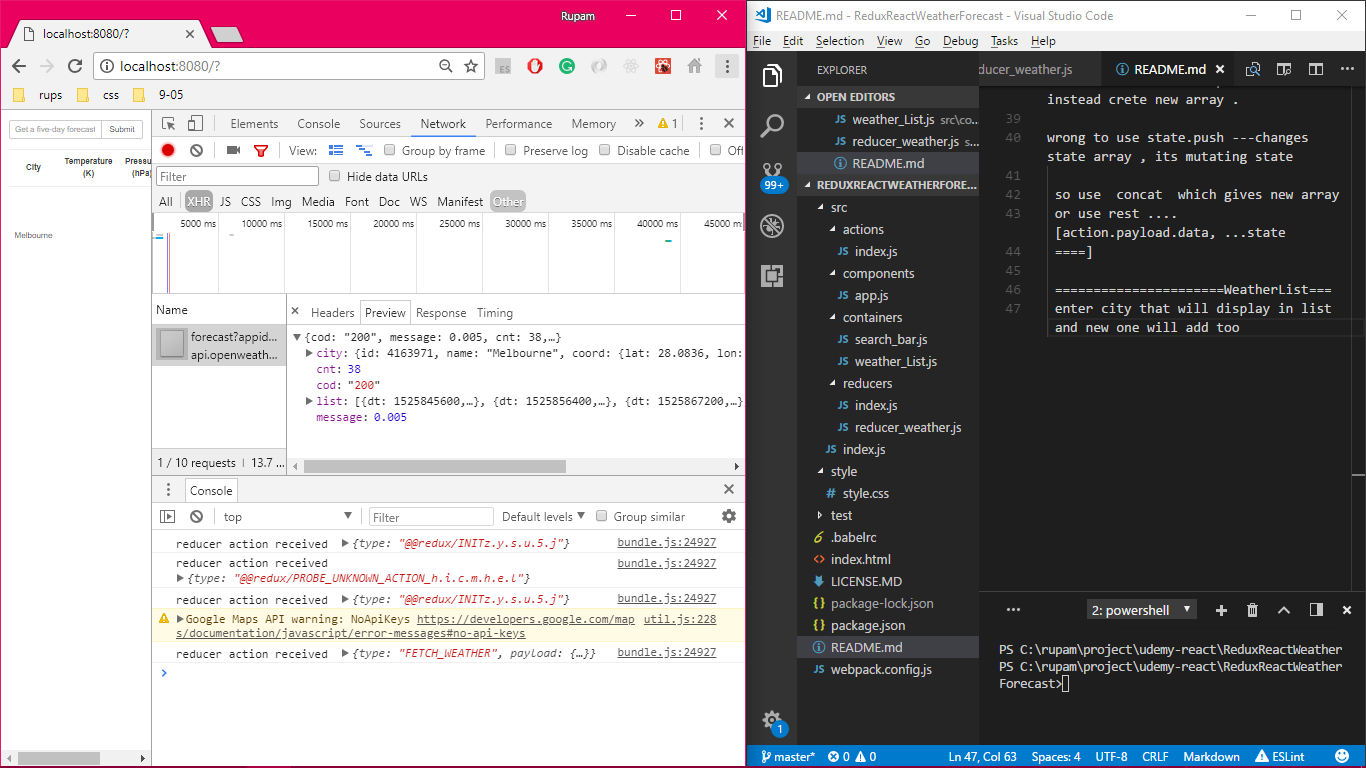 Rupam
localhost:8080/?
localhost:8080/?
rups
css
9-05
Get a five-day forecast
Submit
City
Temperature (K)
Pressu (hPa)
Melbourne
Elements
Console
Sources
Network
Performance
Memory
1
View:
Group by frame
Preserve log
Disable cache
Of
Filter
Hide data URLs
All
XHR
JS
CSS
Img
Media
Font
Doc
WS
Manifest
Other
5000 ms
10000 ms
15000 ms
20000 ms
25000 ms
30000 ms
35000 ms
40000 ms
45000 ms
Name
Headers
Preview
Response
Timing
forecast?appid...
api.openweath...
{cod: "200", message: 0.005, cnt: 38,…}
city: {id: 4163971, name: "Melbourne", coord: {lat: 28.0836, lon:
cnt: 38
cod: "200"
list: [{dt: 1525845600,…}, {dt: 1525856400,…}, {dt: 1525867200,…}
message: 0.005
1 / 10 requests
13.7 ...
Console
top
Filter
Default levels
Group similar
reducer action received {type: "@@redux/INITz.y.s.u.5.j"} bundle.js:24927
reducer action received bundle.js:24927
{type: "@@redux/PROBE_UNKNOWN_ACTION_h.i.c.m.h.e.l"}
reducer action received {type: "@@redux/INITz.y.s.u.5.j"} bundle.js:24927
Google Maps API warning: NoApiKeys https://developers.google.com/map util.js:228
s/documentation/javascript/error-messages#no-api-keys
reducer action received {type: "FETCH_WEATHER", payload: {…}} bundle.js:24927
README.md - ReduxReactWeatherForecast - Visual Studio Code
File
Edit
Selection
View
Go
Debug
Tasks
Help
EXPLORER
ducer_weather.js
README.md
OPEN EDITORS
JS weather_List.js src\co...
JS reducer_weather.js s...
README.md
REDUXREACTWEATHERFORE...
99+
src
actions
JS index.js
components
JS app.js
containers
JS search_bar.js
JS weather_List.js
reducers
JS index.js
JS reducer_weather.js
JS index.js
style
# style.css
test
.babelrc
index.html
LICENSE.MD
package-lock.json
package.json
README.md
JS webpack.config.js
1
instead crete new array .
39
40 wrong to use state.push ---changes
state array , its mutating state
41
42 so use  concat  which gives new array
43 or use rest ....
[action.payload.data, ...state
44 ====]
45
46 =======================WeatherList===
47 enter city that will display in list
and new one will add too
2: powershell
PS C:\rupam\project\udemy-react\ReduxReactWeather
PS C:\rupam\project\udemy-react\ReduxReactWeather
Forecast>
master*
0
0
Ln 47, Col 63
Spaces: 4
UTF-8
CRLF
Markdown
ESLint